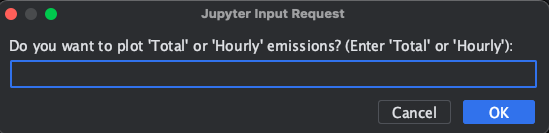 Jupyter Input Request
Do you want to plot 'Total' or 'Hourly' emissions? (Enter 'Total' or 'Hourly'):
Cancel OK